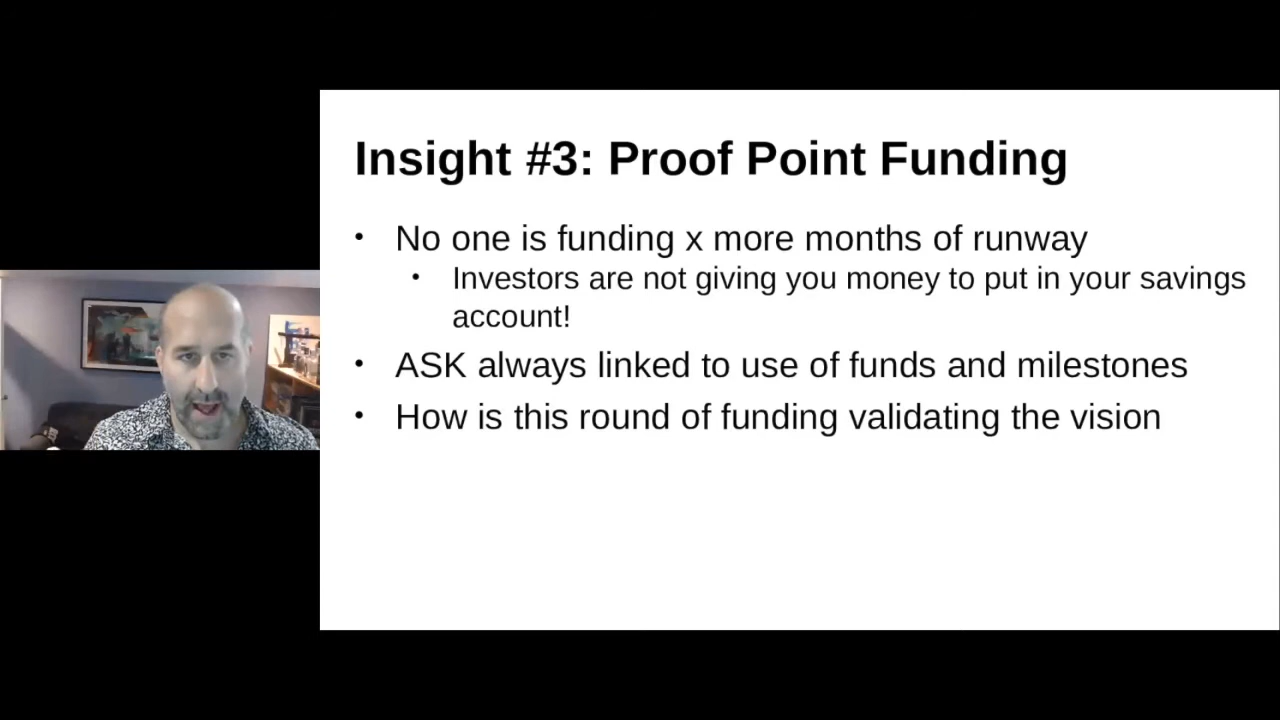 Insight #3: Proof Point Funding
• No one is funding x more months of runway
• Investors are not giving you money to put in your savings
account!
• ASK always linked to use of funds and milestones
• How is this round of funding validating the vision